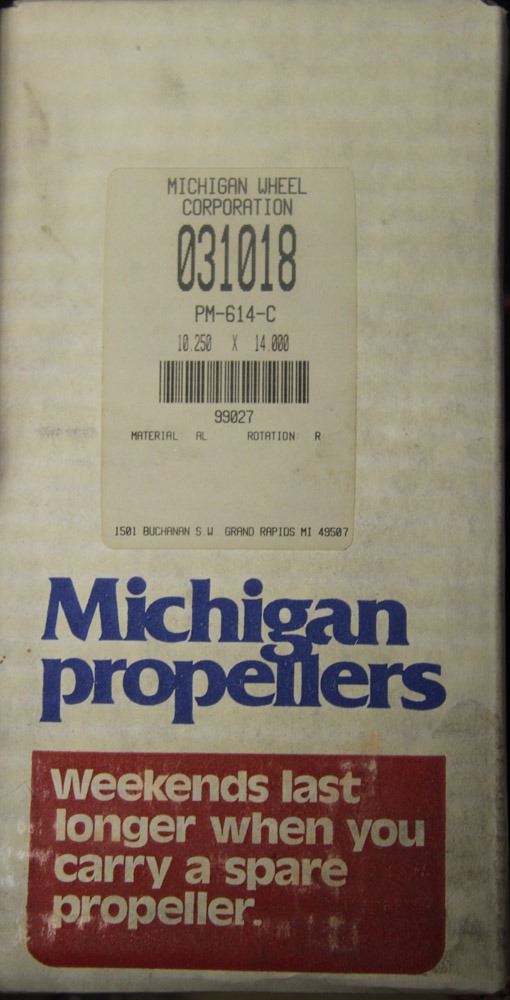 MICHIGAN WHEEL
CORPORATION
031018
PM-614-C
10.250 X 14.000
99027
MATERIAL AL ROTATION R
1501 BUCHANAN S.W GRAND RAPIDS MI 49507
Michigan
propellers
Weekends last
longer when you
carry a spare
propeller.